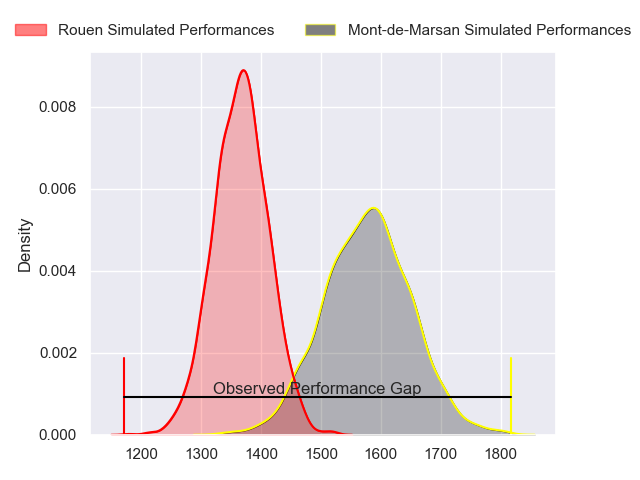 Rouen Simulated Performances
Mont-de-Marsan Simulated Performances
0.008
0.006
0.004
0.002
0.000
Density
Observed Performance Gap
1200 1300 1400 1500 1600 1700 1800